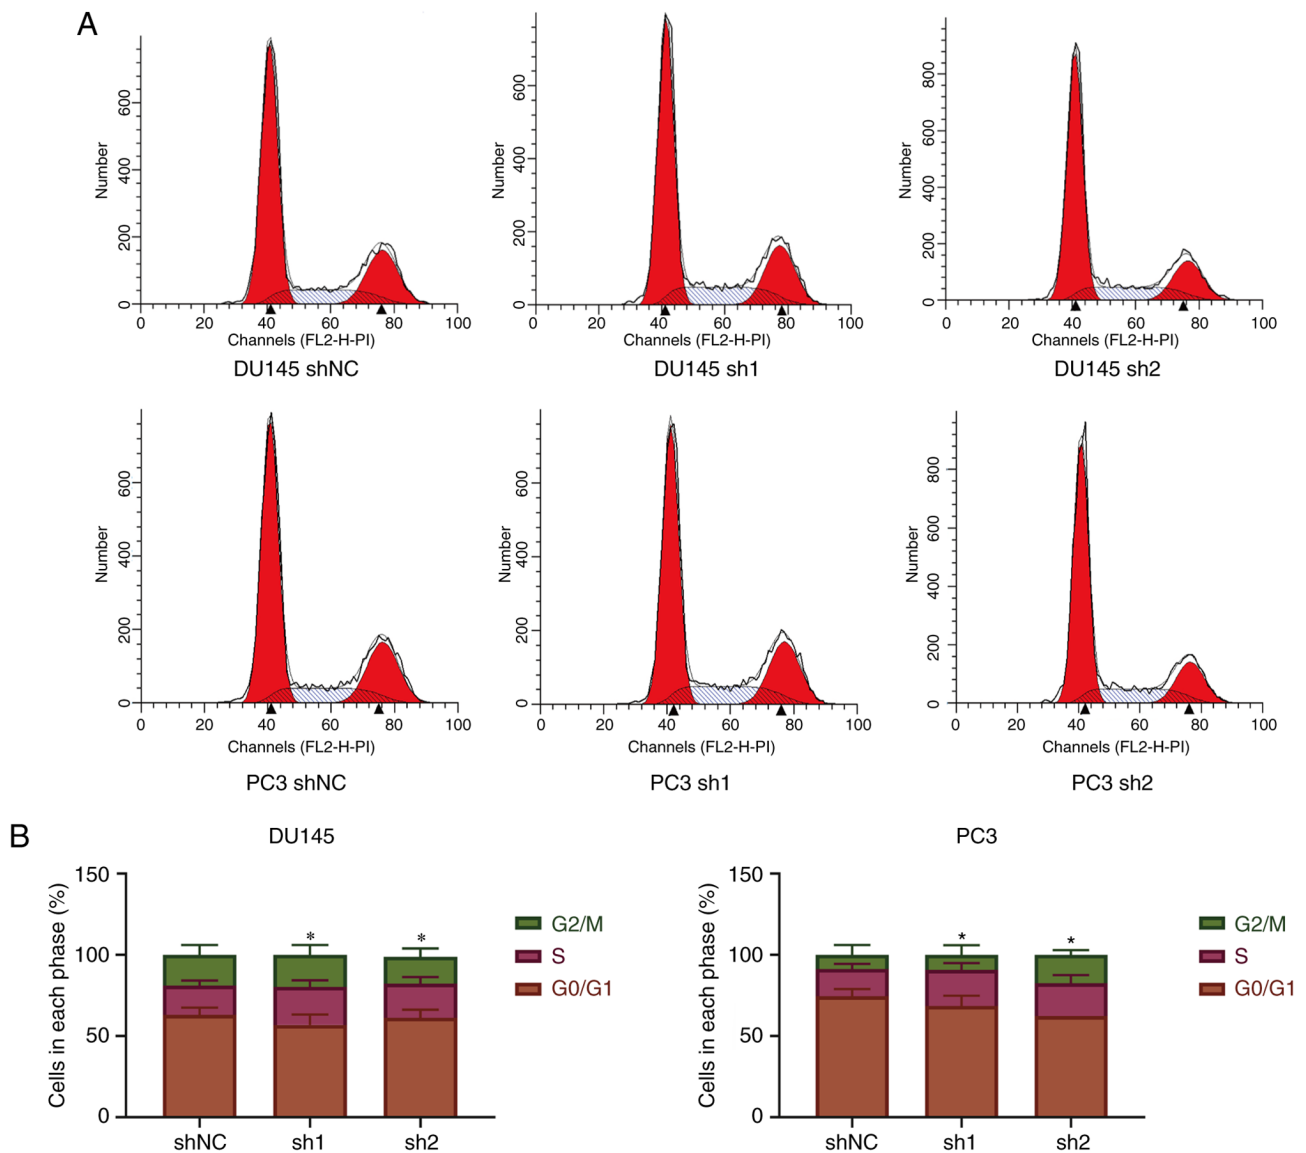 A
Number
600
400
200
0
0 20 40 60 80 100
Channels (FL2-H-PI)
DU145 shNC
Number
600
400
200
0
0 20 40 60 80 100
Channels (FL2-H-PI)
DU145 sh1
Number
800
600
400
200
0
0 20 40 60 80 100
Channels (FL2-H-PI)
DU145 sh2
Number
600
400
200
0
0 20 40 60 80 100
Channels (FL2-H-PI)
PC3 shNC
Number
600
400
200
0
0 20 40 60 80 100
Channels (FL2-H-PI)
PC3 sh1
Number
800
600
400
200
0
0 20 40 60 80 100
Channels (FL2-H-PI)
PC3 sh2
B
DU145
Cells in each phase (%)
150
100
50
0
* *
shNC sh1 sh2
G2/M
S
G0/G1
PC3
Cells in each phase (%)
150
100
50
0
* *
shNC sh1 sh2
G2/M
S
G0/G1